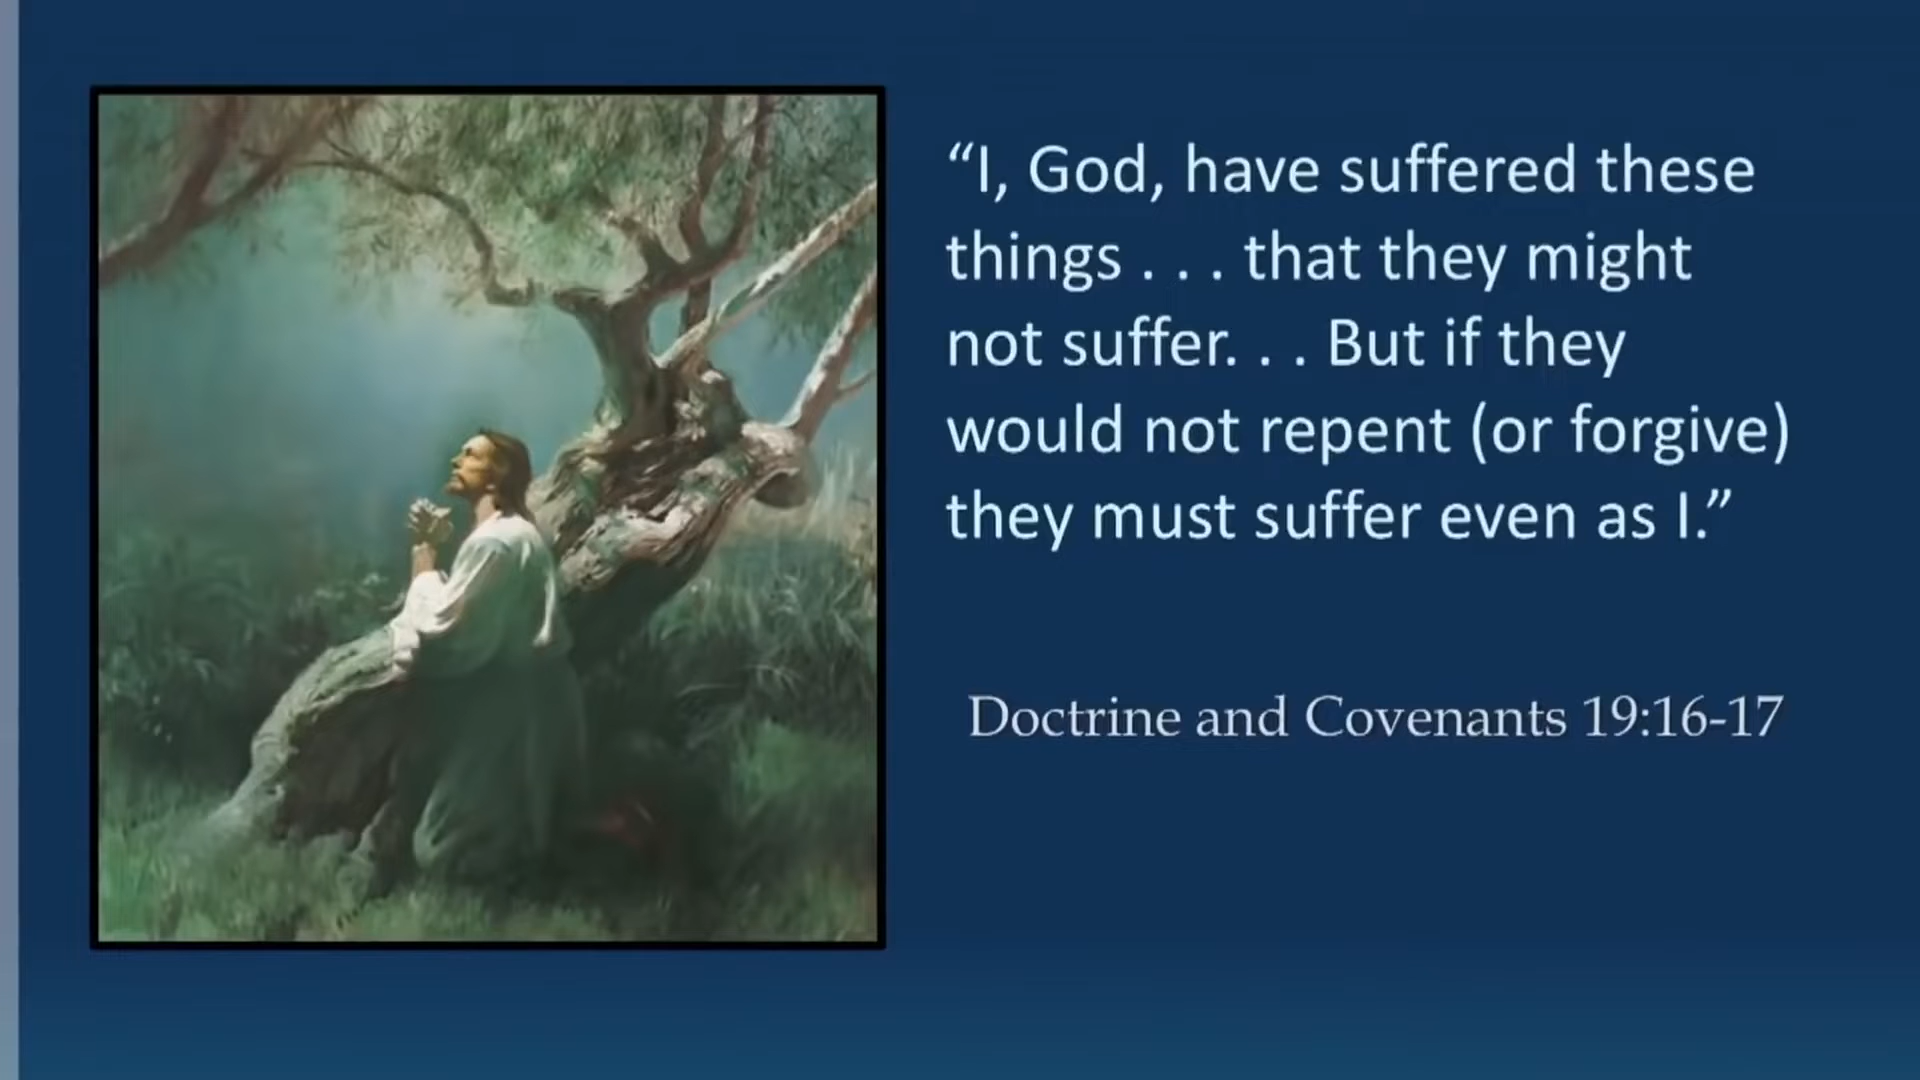 “I, God, have suffered these
things . . . that they might
not suffer. . . But if they
would not repent (or forgive)
they must suffer even as I.”
Doctrine and Covenants 19:16-17